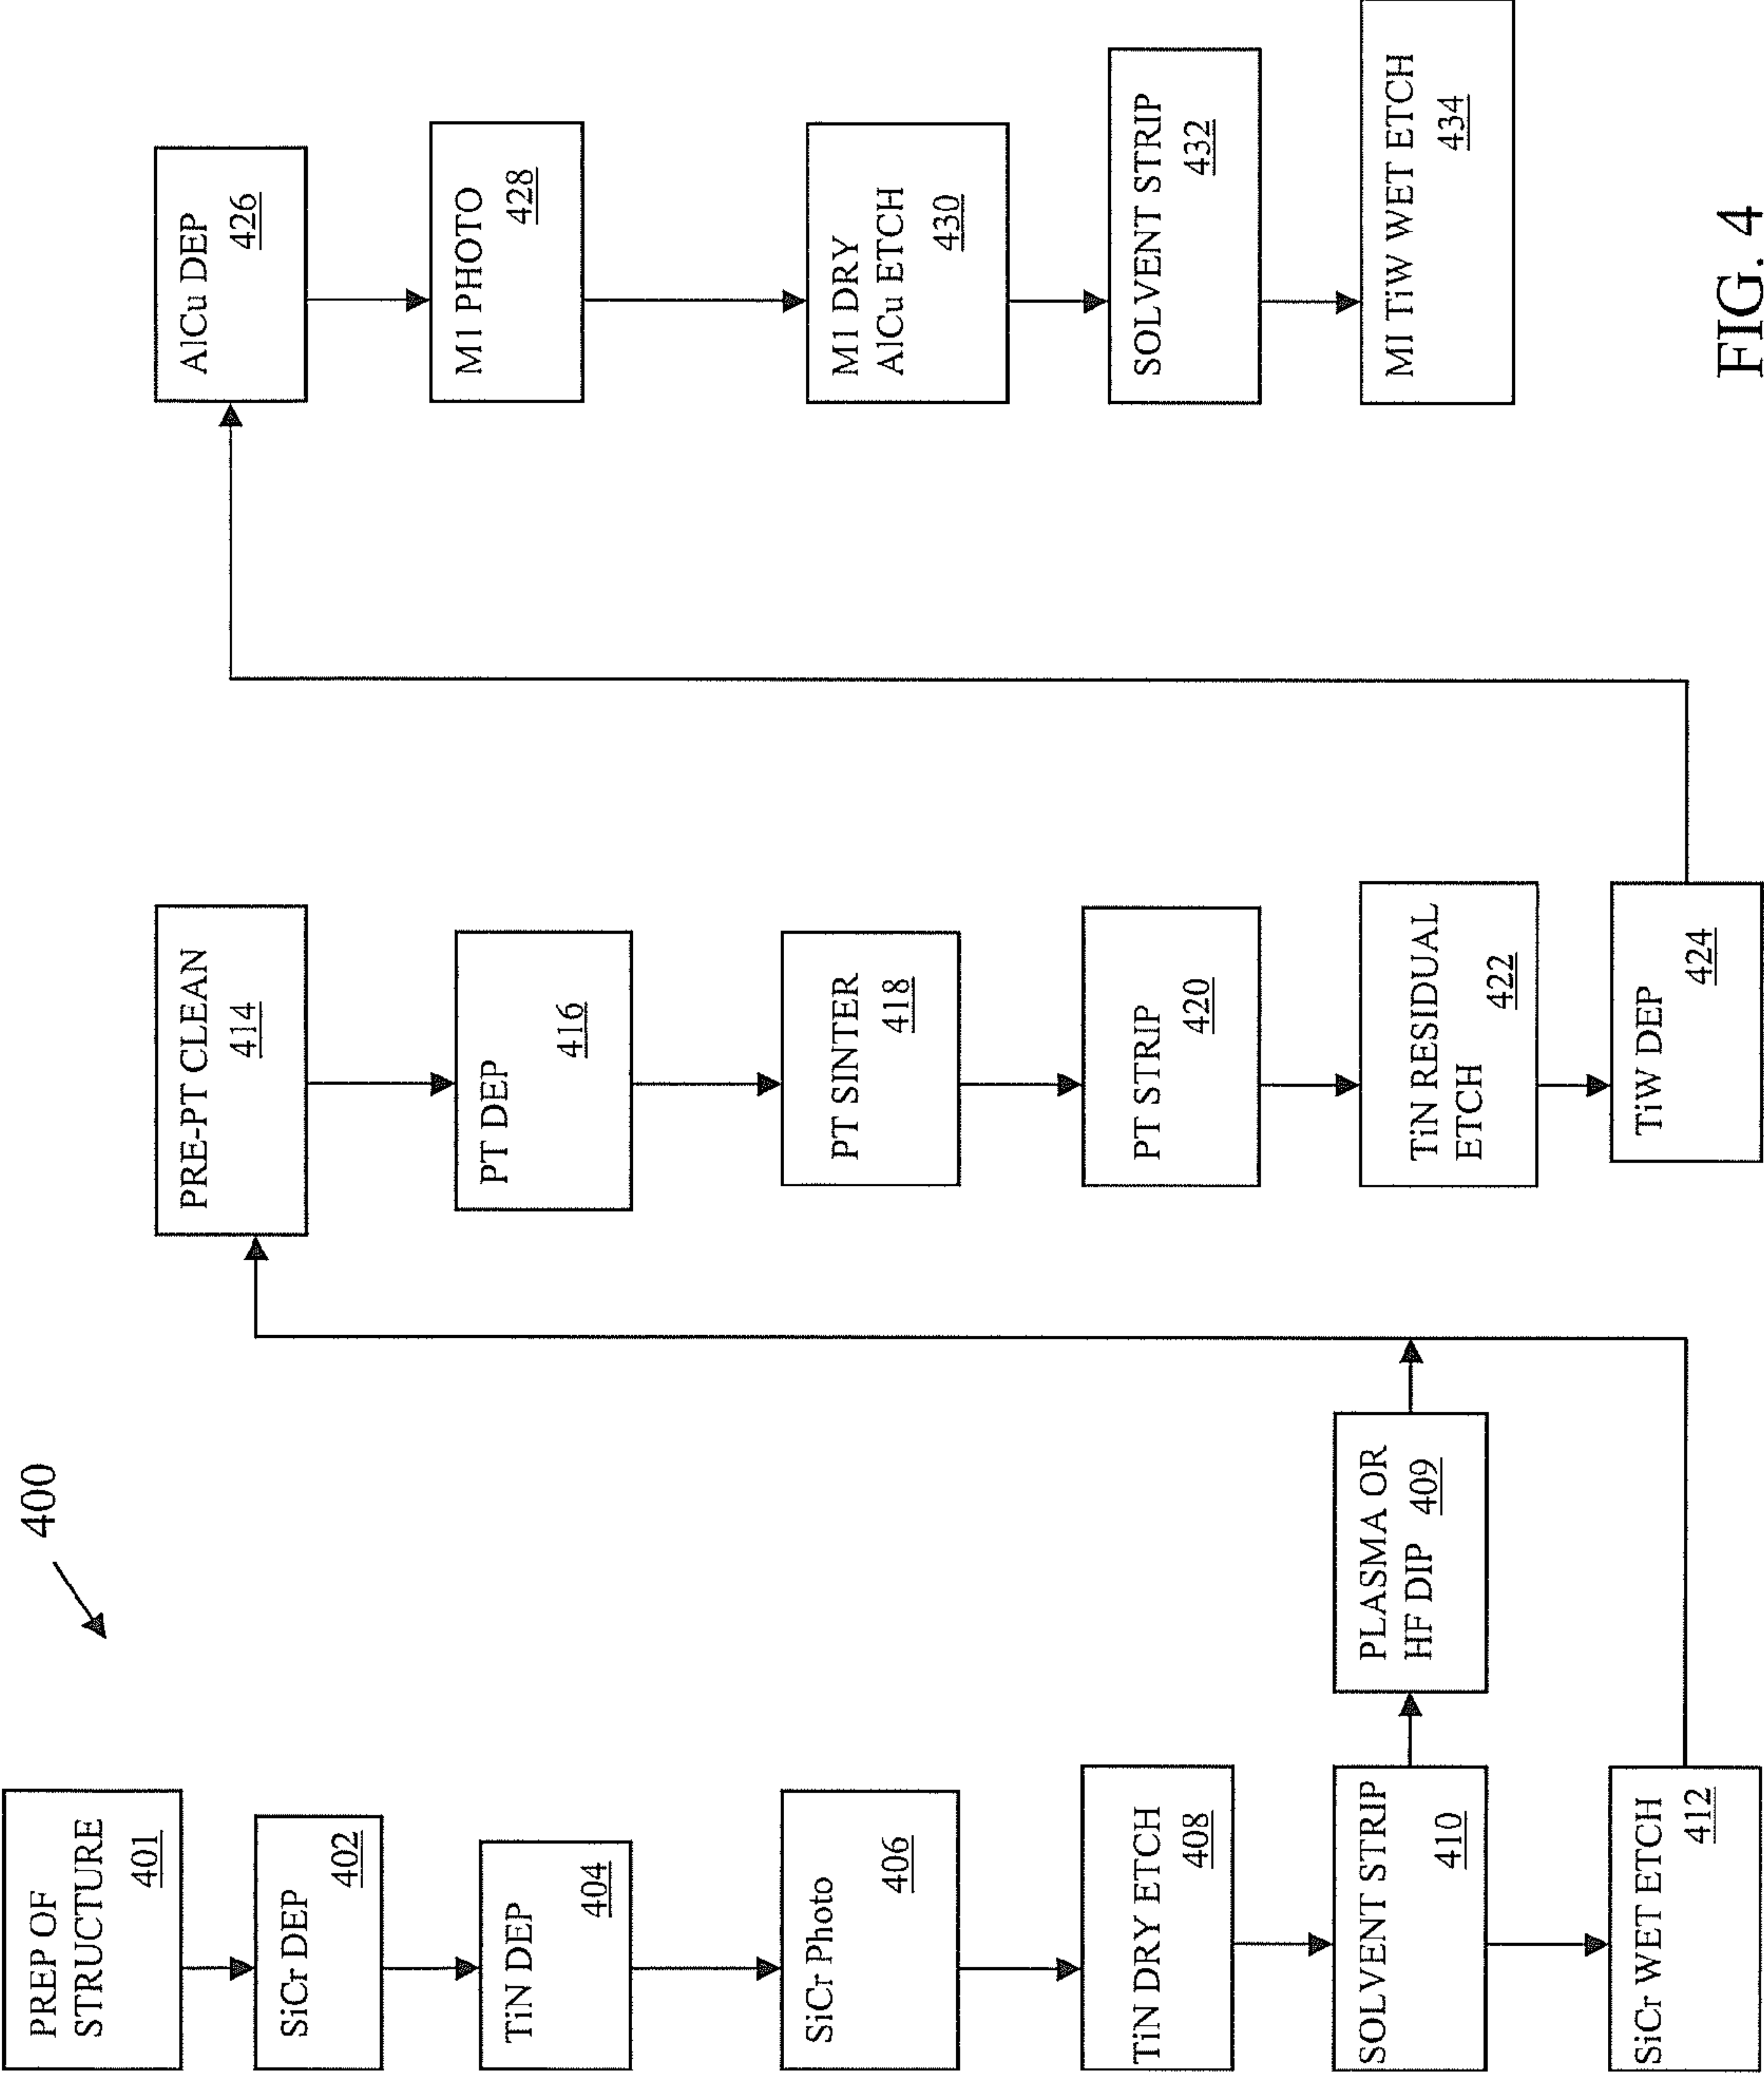 400
PREP OF
STRUCTURE
401
SiCr DEP
402
TiN DEP
404
SiCr Photo
406
TiN DRY ETCH
408
SOLVENT STRIP
410
PLASMA OR
HF DIP 409
SiCr WET ETCH
412
PRE-PT CLEAN
414
PT DEP
416
PT SINTER
418
PT STRIP
420
TiN RESIDUAL
ETCH 422
TiW DEP
424
AlCu DEP
426
M1 PHOTO
428
M1 DRY
AlCu ETCH
430
SOLVENT STRIP
432
MI TiW WET ETCH
434
FIG. 4